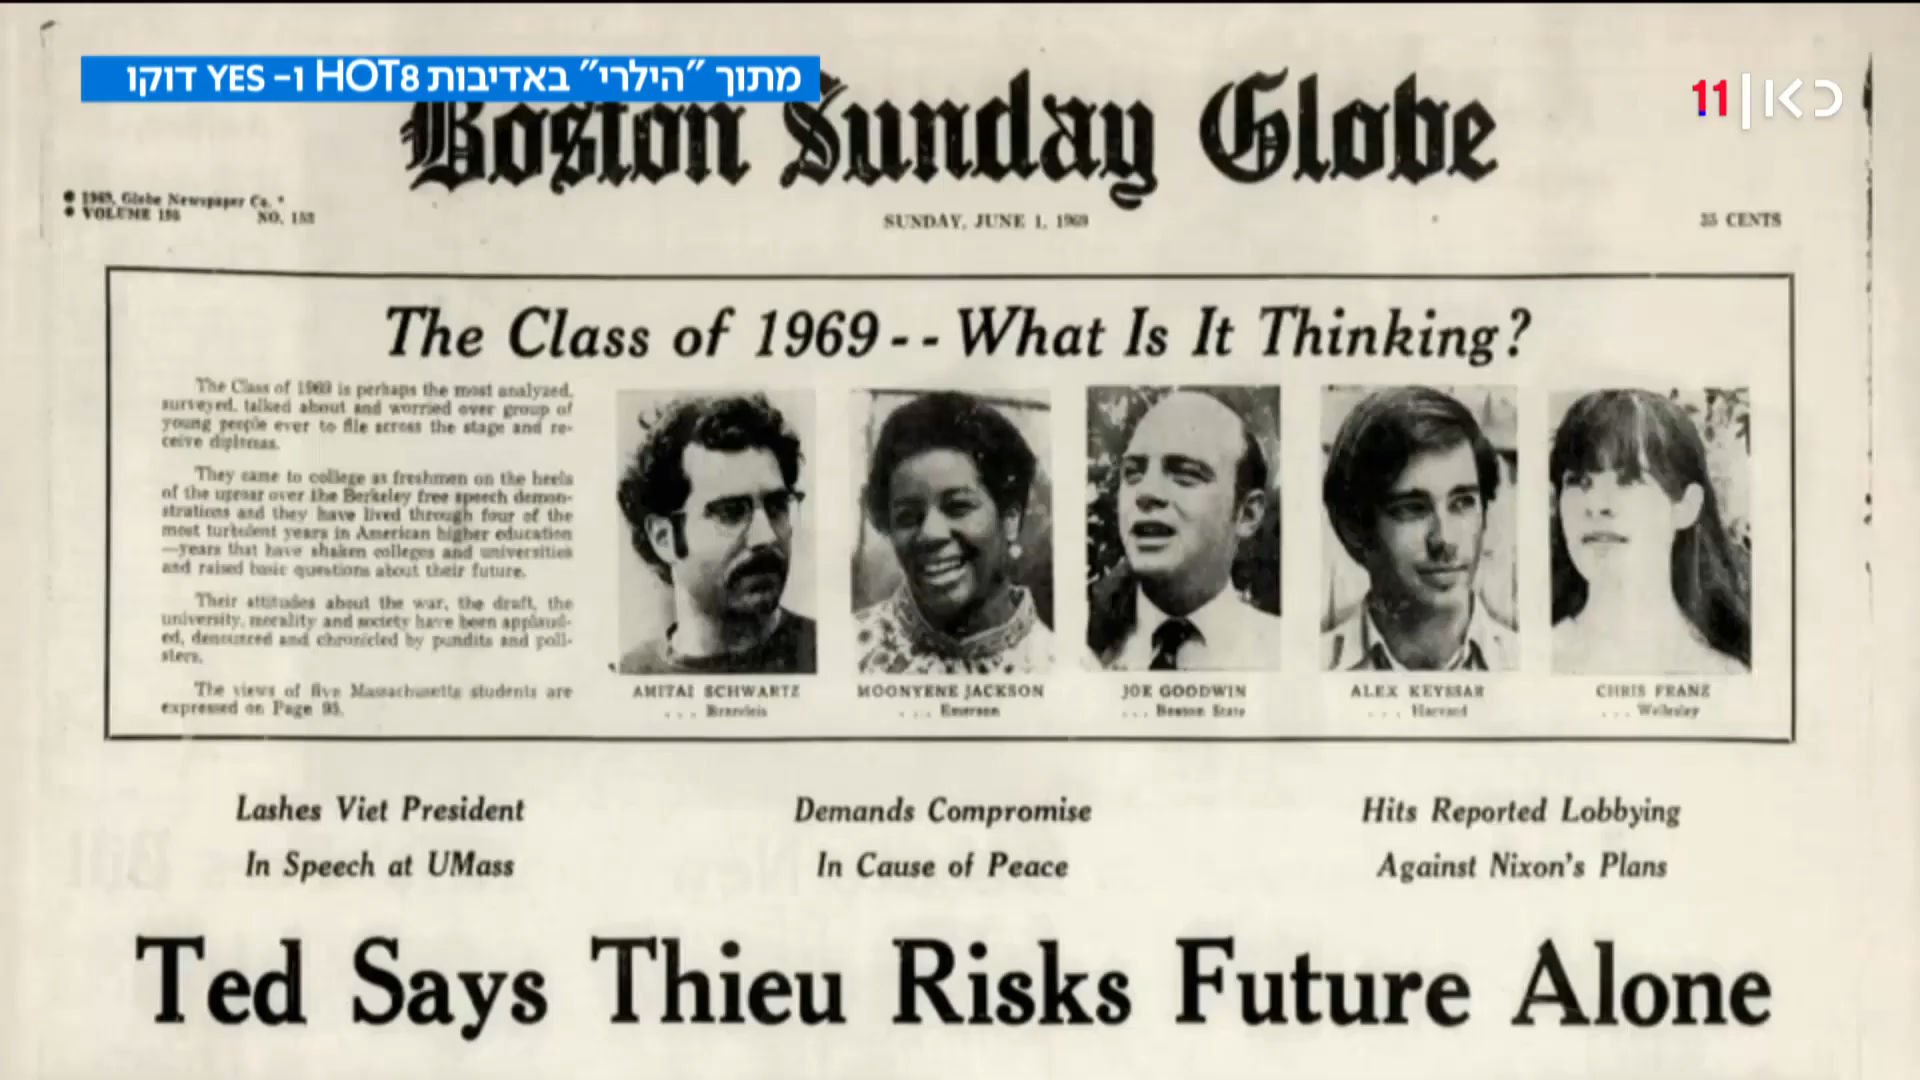 מתוך "הילרי" באדיבות HOT8 ו- YES דוקו
כאן | 11
Boston Sunday Globe
● 1969, Globe Newspaper Co. *
● VOLUME 195 NO. 152
SUNDAY, JUNE 1, 1969
35 CENTS
The Class of 1969 -- What Is It Thinking?
The Class of 1969 is perhaps the most analyzed,
surveyed, talked about and worried over group of
young people ever to file across the stage and re-
ceive diplomas.
They came to college as freshmen on the heels
of the uproar over the Berkeley free speech demon-
strations and they have lived through four of the
most turbulent years in American higher education
—years that have shaken colleges and universities
and raised basic questions about their future.
Their attitudes about the war, the draft, the
university, morality and society have been applaud-
ed, denounced and chronicled by pundits and poll-
sters.
The views of five Massachusetts students are
expressed on Page 95.
AMITAI SCHWARTZ
. . . Brandeis
MOONYENE JACKSON
. . . Emerson
JOE GOODWIN
. . . Boston State
ALEX KEYSSAR
. . . Harvard
CHRIS FRANZ
. . . Wellesley
Lashes Viet President
In Speech at UMass
Demands Compromise
In Cause of Peace
Hits Reported Lobbying
Against Nixon's Plans
Ted Says Thieu Risks Future Alone